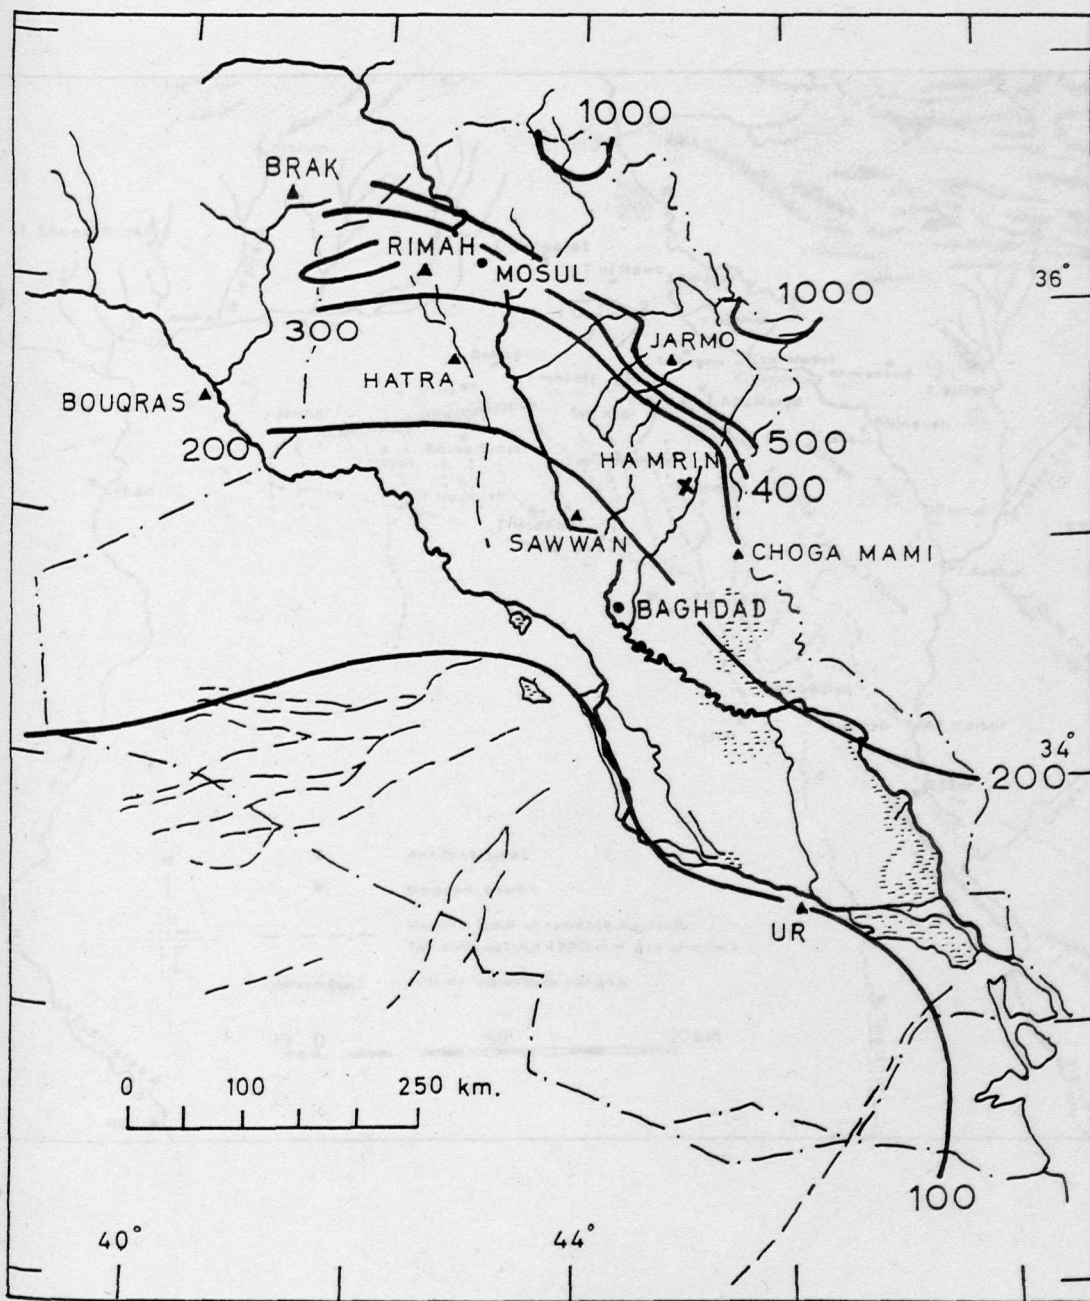 1000
BRAK
RIMAH
MOSUL
36°
1000
300
JARMO
HATRA
BOUQRAS
200
500
HAMRIN
400
SAWWAN
CHOGA MAMI
BAGHDAD
34°
200
UR
0 100 250 km.
100
40° 44°